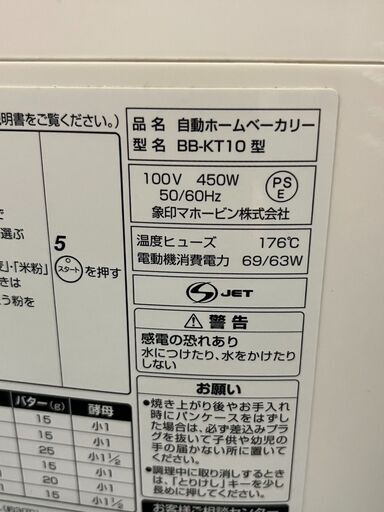 明書をご覧ください。)
で
選ぶ
5
スタート を押す
」・「米粉」
きは
う粉を
バター(g) 酵母
15 小1
15 小1
25 小1½
15 小1
20 小1
15 小1½
品 名 自動ホームベーカリー
型 名 BB-KT10 型
100V 450W
50/60Hz
PSE
象印マホービン株式会社
温度ヒューズ 176℃
電動機消費電力 69/63W
JET
警告
感電の恐れあり
水につけたり、水をかけたり
しない
お願い
●焼き上がり後やお手入れ
時にパンケースをはずし
た場合は、必ず差込みプラ
グを抜いて子供や幼児の
手の届かない所に置いて
ください。
●調理中に取り消しするとき
は、「とりけし」キーを少し
長めに押してください。
お客様ご相談センター